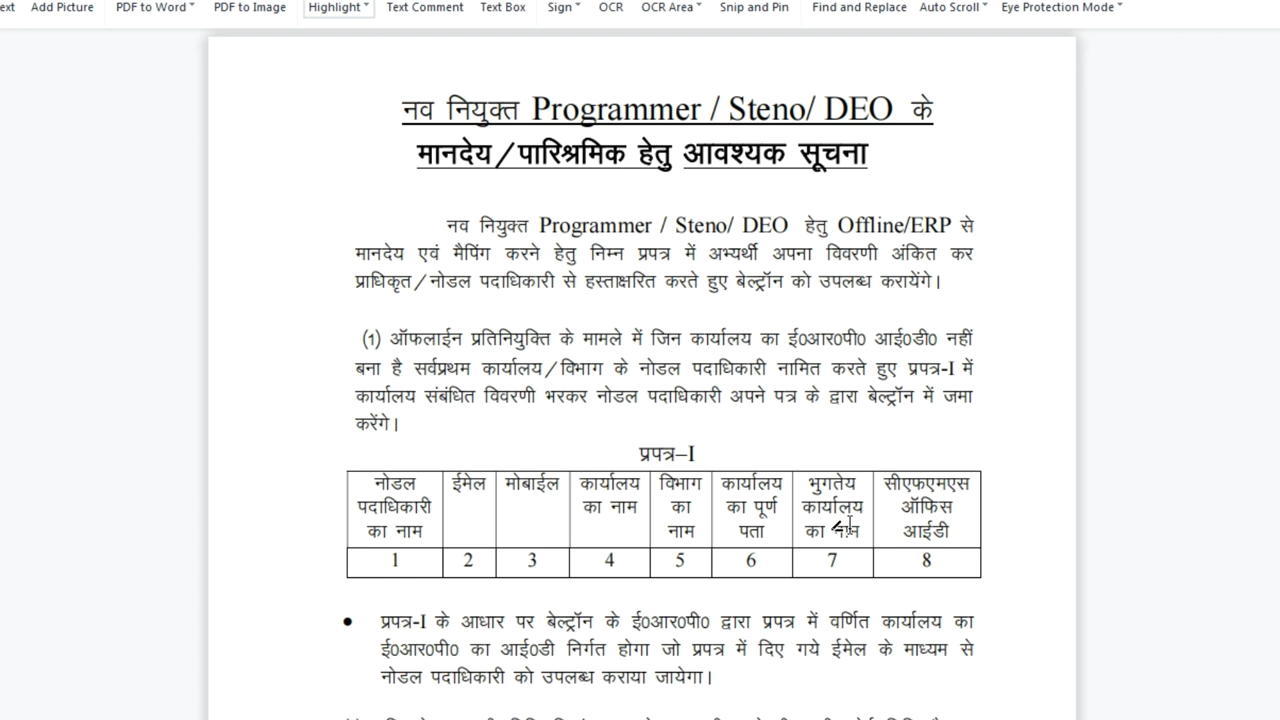 ext Add Picture PDF to Word PDF to Image Highlight Text Comment Text Box Sign OCR OCR Area Snip and Pin Find and Replace Auto Scroll Eye Protection Mode
नव नियुक्त Programmer / Steno/ DEO के
मानदेय/पारिश्रमिक हेतु आवश्यक सूचना
नव नियुक्त Programmer / Steno/ DEO हेतु Offline/ERP से
मानदेय एवं मैपिंग करने हेतु निम्न प्रपत्र में अभ्यर्थी अपना विवरणी अंकित कर
प्राधिकृत/नोडल पदाधिकारी से हस्ताक्षरित करते हुए बेल्ट्रॉन को उपलब्ध करायेंगे।
(1) ऑफलाईन प्रतिनियुक्ति के मामले में जिन कार्यालय का ई0आर0पी0 आई0डी0 नहीं
बना है सर्वप्रथम कार्यालय/विभाग के नोडल पदाधिकारी नामित करते हुए प्रपत्र-I में
कार्यालय संबंधित विवरणी भरकर नोडल पदाधिकारी अपने पत्र के द्वारा बेल्ट्रॉन में जमा
करेंगे।
प्रपत्र–I
नोडल ईमेल मोबाईल कार्यालय विभाग कार्यालय भुगतेय सीएफएमएस
पदाधिकारी का नाम का का पूर्ण कार्यालय ऑफिस
का नाम नाम पता का नाम आईडी
1 2 3 4 5 6 7 8
• प्रपत्र-I के आधार पर बेल्ट्रॉन के ई0आर0पी0 द्वारा प्रपत्र में वर्णित कार्यालय का
ई0आर0पी0 का आई0डी निर्गत होगा जो प्रपत्र में दिए गये ईमेल के माध्यम से
नोडल पदाधिकारी को उपलब्ध कराया जायेगा।